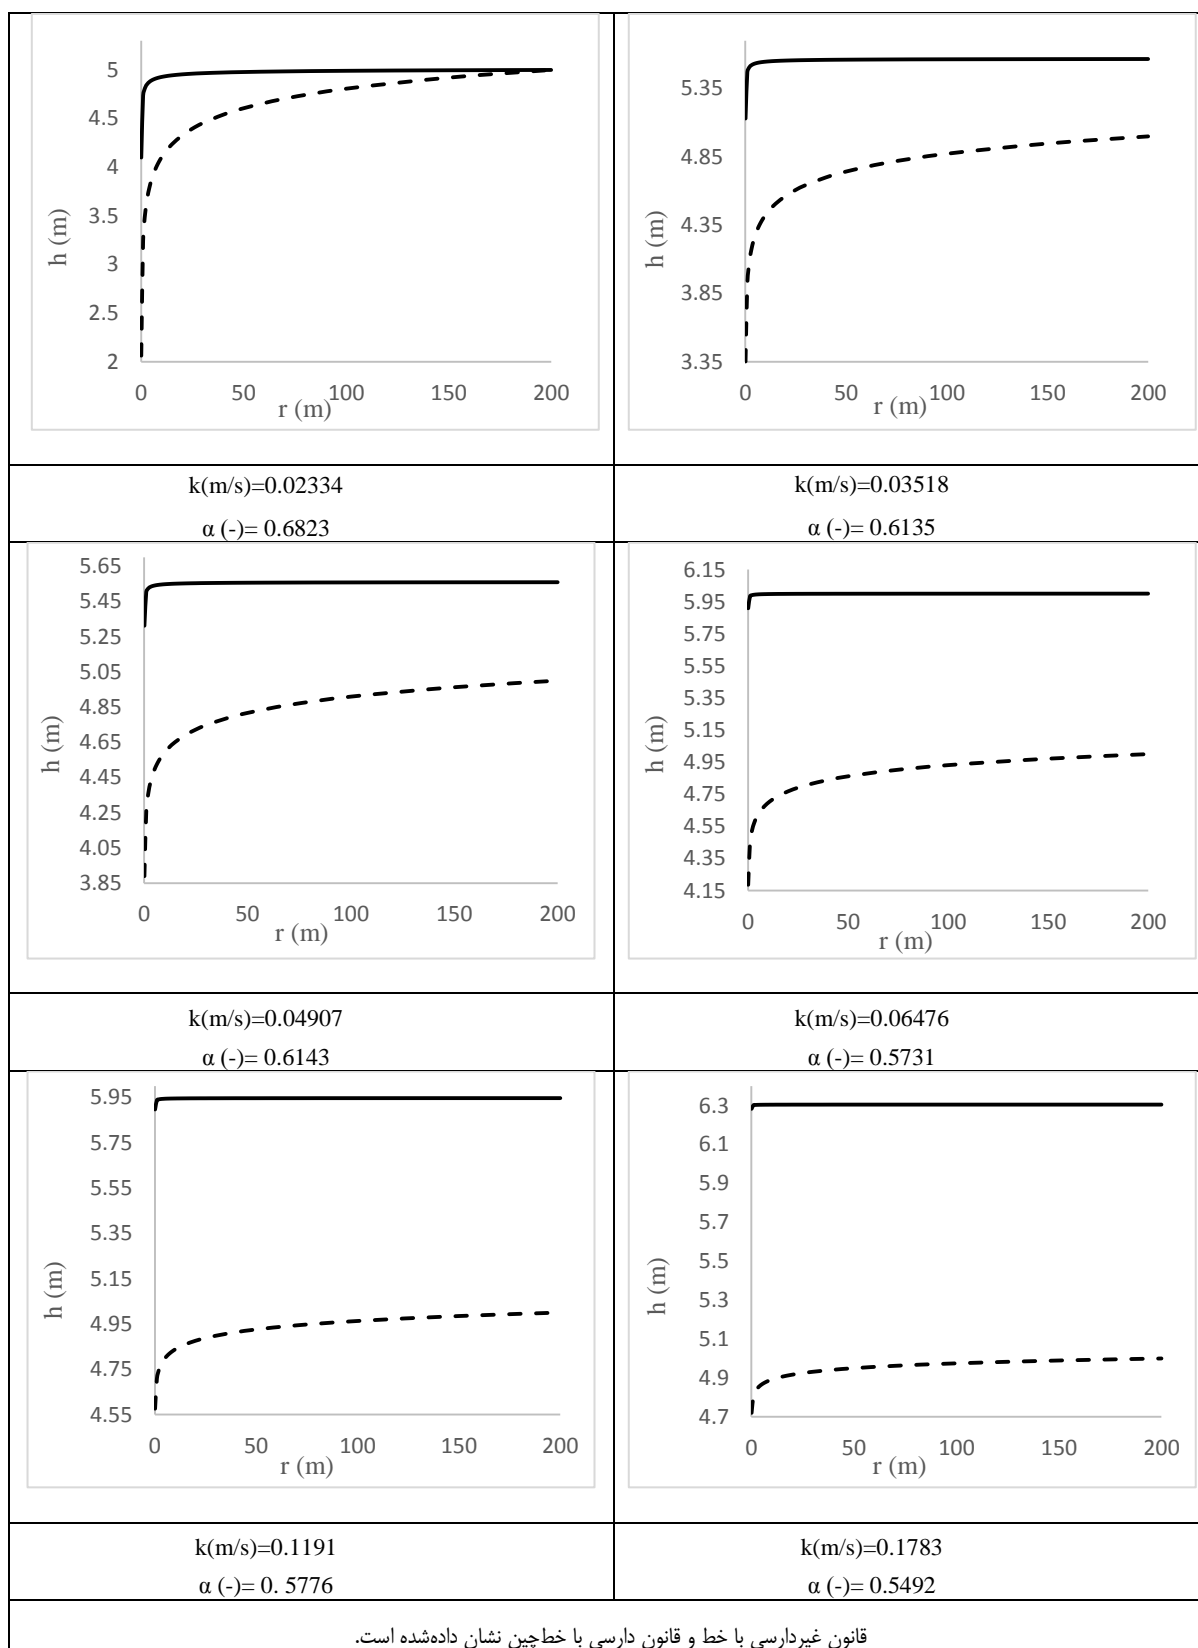 5
4.5
4
3.5
3
2.5
2
h (m)
0 50 100 150 200
r (m)
5.35
4.85
4.35
3.85
3.35
h (m)
0 50 100 150 200
r (m)
k(m/s)=0.02334
α (-)= 0.6823
k(m/s)=0.03518
α (-)= 0.6135
5.65
5.45
5.25
5.05
4.85
4.65
4.45
4.25
4.05
3.85
h (m)
0 50 100 150 200
r (m)
6.15
5.95
5.75
5.55
5.35
5.15
4.95
4.75
4.55
4.35
4.15
h (m)
0 50 100 150 200
r (m)
k(m/s)=0.04907
α (-)= 0.6143
k(m/s)=0.06476
α (-)= 0.5731
5.95
5.75
5.55
5.35
5.15
4.95
4.75
4.55
h (m)
0 50 100 150 200
r (m)
6.3
6.1
5.9
5.7
5.5
5.3
5.1
4.9
4.7
h (m)
0 50 100 150 200
r (m)
k(m/s)=0.1191
α (-)= 0. 5776
k(m/s)=0.1783
α (-)= 0.5492
قانون غیردارسی با خط و قانون دارسی با خط‌چین نشان داده‌شده است.